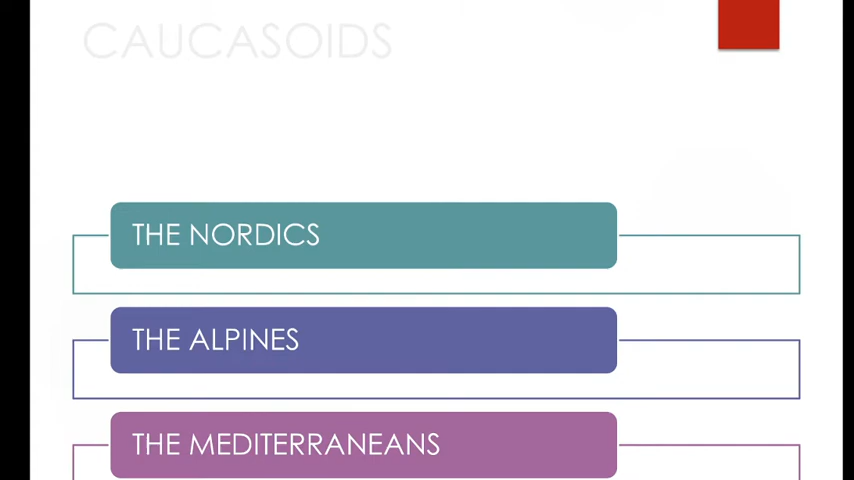 CAUCASOIDS
THE NORDICS
THE ALPINES
THE MEDITERRANEANS